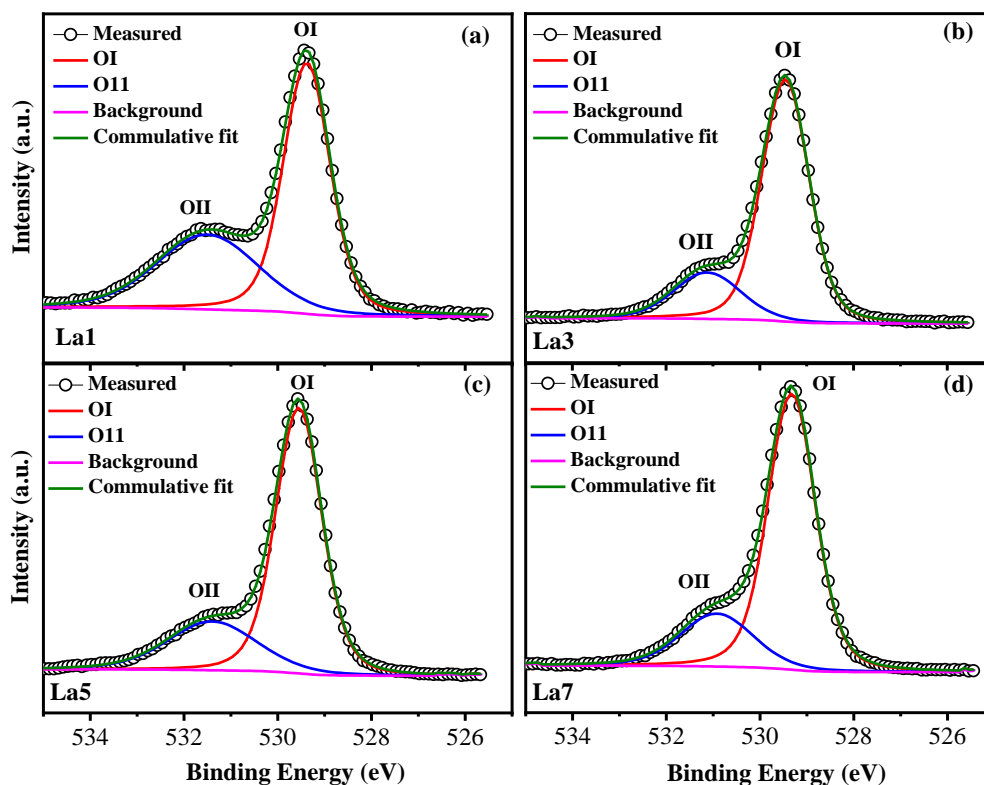 Measured
OI
O11
Background
Commulative fit
OI
OII
(a)
La1
Intensity (a.u.)
Measured
OI
O11
Background
Commulative fit
OI
OII
(b)
La3
Measured
OI
O11
Background
Commulative fit
OI
OII
(c)
La5
Intensity (a.u.)
534 532 530 528 526
Binding Energy (eV)
Measured
OI
O11
Background
Commulative fit
OI
OII
(d)
La7
534 532 530 528 526
Binding Energy (eV)